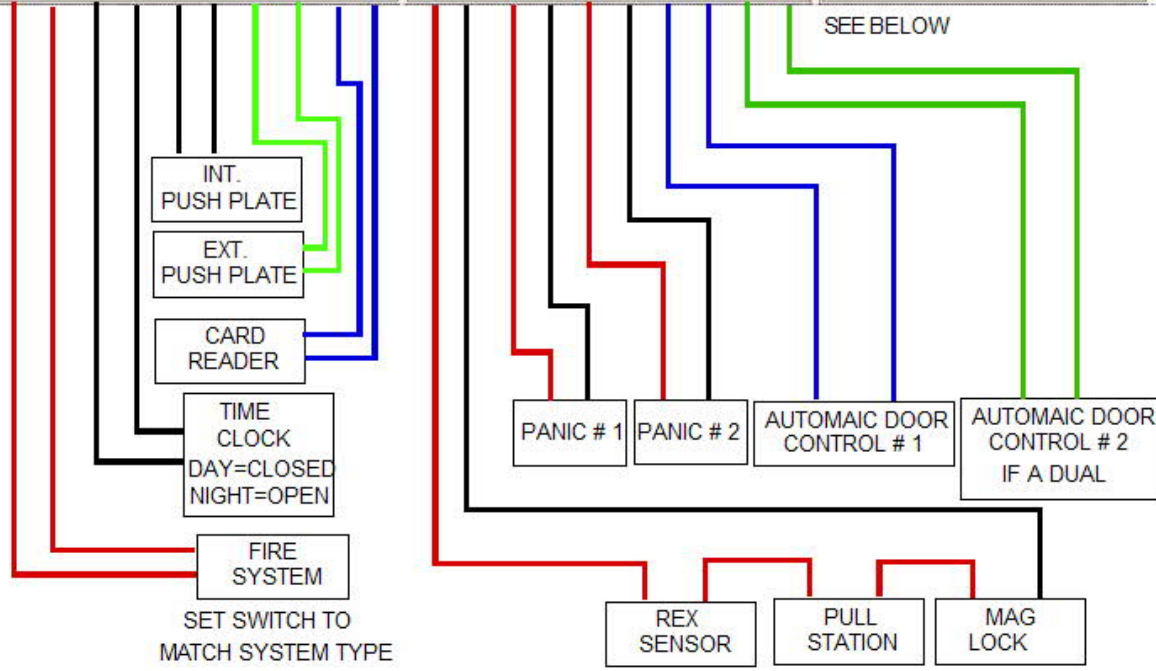 SEE BELOW
INT.
PUSH PLATE
EXT.
PUSH PLATE
CARD
READER
TIME
CLOCK
DAY=CLOSED
NIGHT=OPEN
FIRE
SYSTEM
SET SWITCH TO
MATCH SYSTEM TYPE
PANIC # 1
PANIC # 2
AUTOMAIC DOOR
CONTROL # 1
AUTOMAIC DOOR
CONTROL # 2
IF A DUAL
REX
SENSOR
PULL
STATION
MAG
LOCK